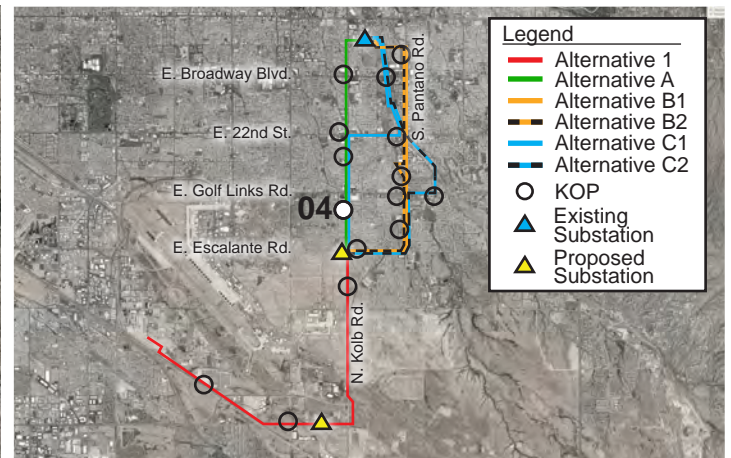 Legend
Alternative 1
Alternative A
Alternative B1
Alternative B2
Alternative C1
Alternative C2
KOP
Existing
Substation
Proposed
Substation
E. Broadway Blvd.
S. Pantano Rd.
E. 22nd St.
E. Golf Links Rd.
04
E. Escalante Rd.
N. Kolb Rd.